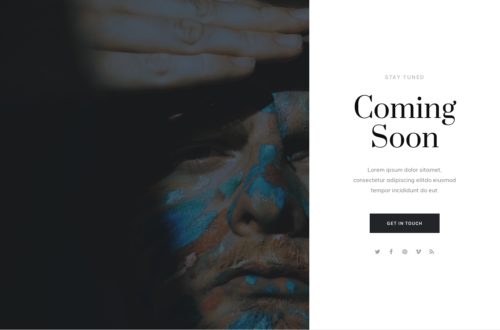 STAY TUNED
Coming
Soon
Lorem ipsum dolor sitamet,
consectetur adipiscing elitdo eiusmod
tempor incididunt do eut
GET IN TOUCH